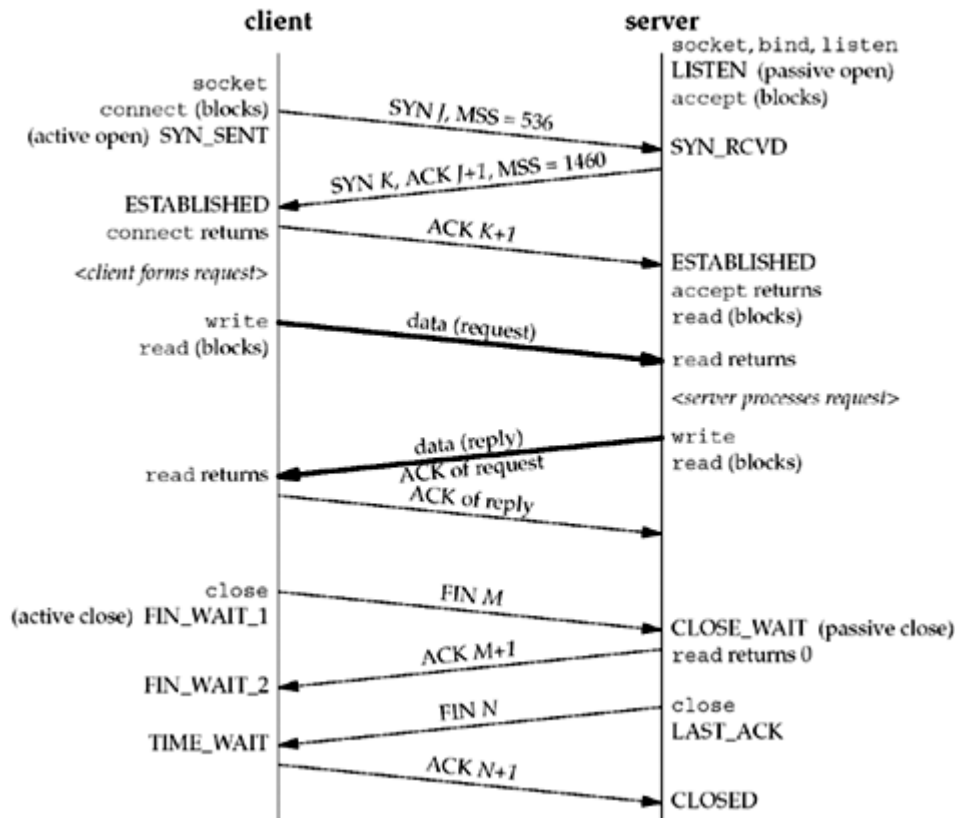 client
server
socket, bind, listen
LISTEN (passive open)
accept (blocks)
socket
connect (blocks)
(active open) SYN_SENT
SYN J, MSS = 536
SYN_RCVD
SYN K, ACK J+1, MSS = 1460
ESTABLISHED
connect returns
ACK K+1
<client forms request>
ESTABLISHED
accept returns
read (blocks)
write
read (blocks)
data (request)
read returns
<server processes request>
write
read (blocks)
data (reply)
ACK of request
read returns
ACK of reply
close
(active close) FIN_WAIT_1
FIN M
CLOSE_WAIT (passive close)
read returns 0
ACK M+1
FIN_WAIT_2
close
LAST_ACK
FIN N
TIME_WAIT
ACK N+1
CLOSED